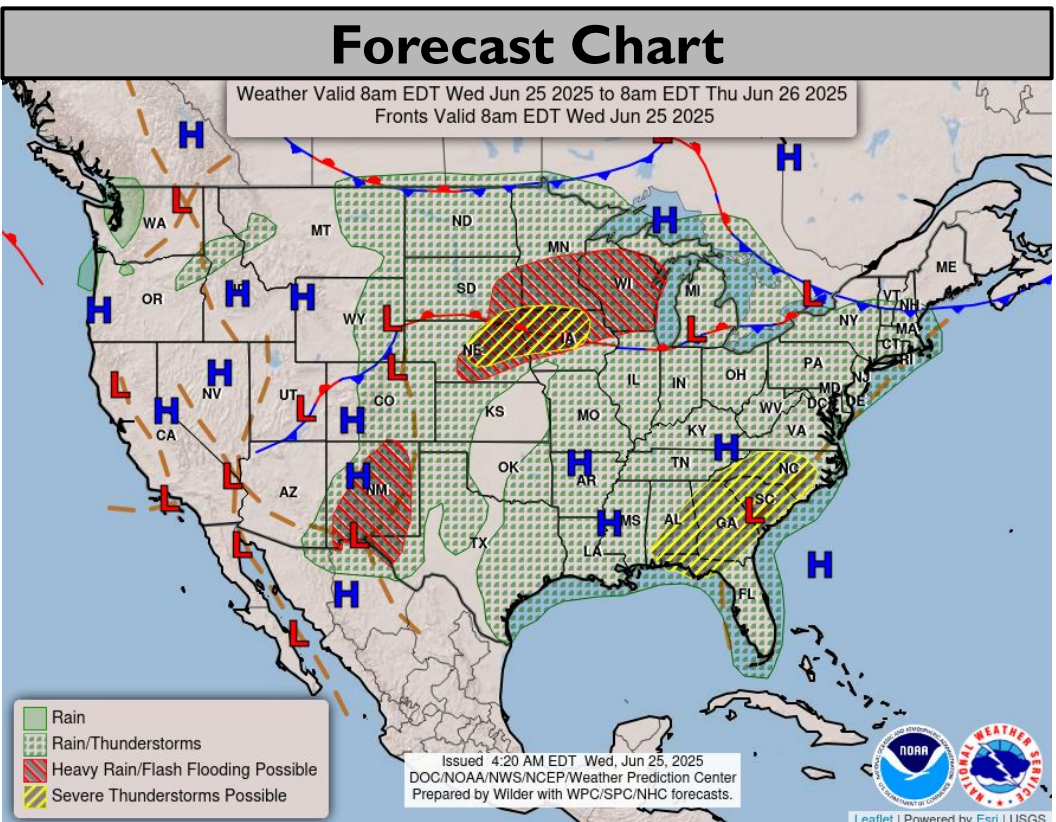 Forecast Chart
Weather Valid 8am EDT Wed Jun 25 2025 to 8am EDT Thu Jun 26 2025
Fronts Valid 8am EDT Wed Jun 25 2025
H
H
H
L
WA
MT
ND
MN
ME
SD
WI
MI
VT
NH
OR
H
H
H
WY
L
L
L
NY
MA
CT
RI
NE
IA
PA
NJ
L
H
NV
UT
L
H
CA
L
CO
H
KS
IL
IN
OH
MD
DC
DE
WV
VA
MO
KY
H
TN
NC
AZ
L
L
H
NM
OK
H
AR
SC
L
GA
AL
MS
H
LA
TX
L
L
H
H
FL
L
Rain
Rain/Thunderstorms
Heavy Rain/Flash Flooding Possible
Severe Thunderstorms Possible
Issued 4:20 AM EDT Wed, Jun 25, 2025
DOC/NOAA/NWS/NCEP/Weather Prediction Center
Prepared by Wilder with WPC/SPC/NHC forecasts.
NOAA
NATIONAL WEATHER SERVICE
Leaflet | Powered by Esri | USGS